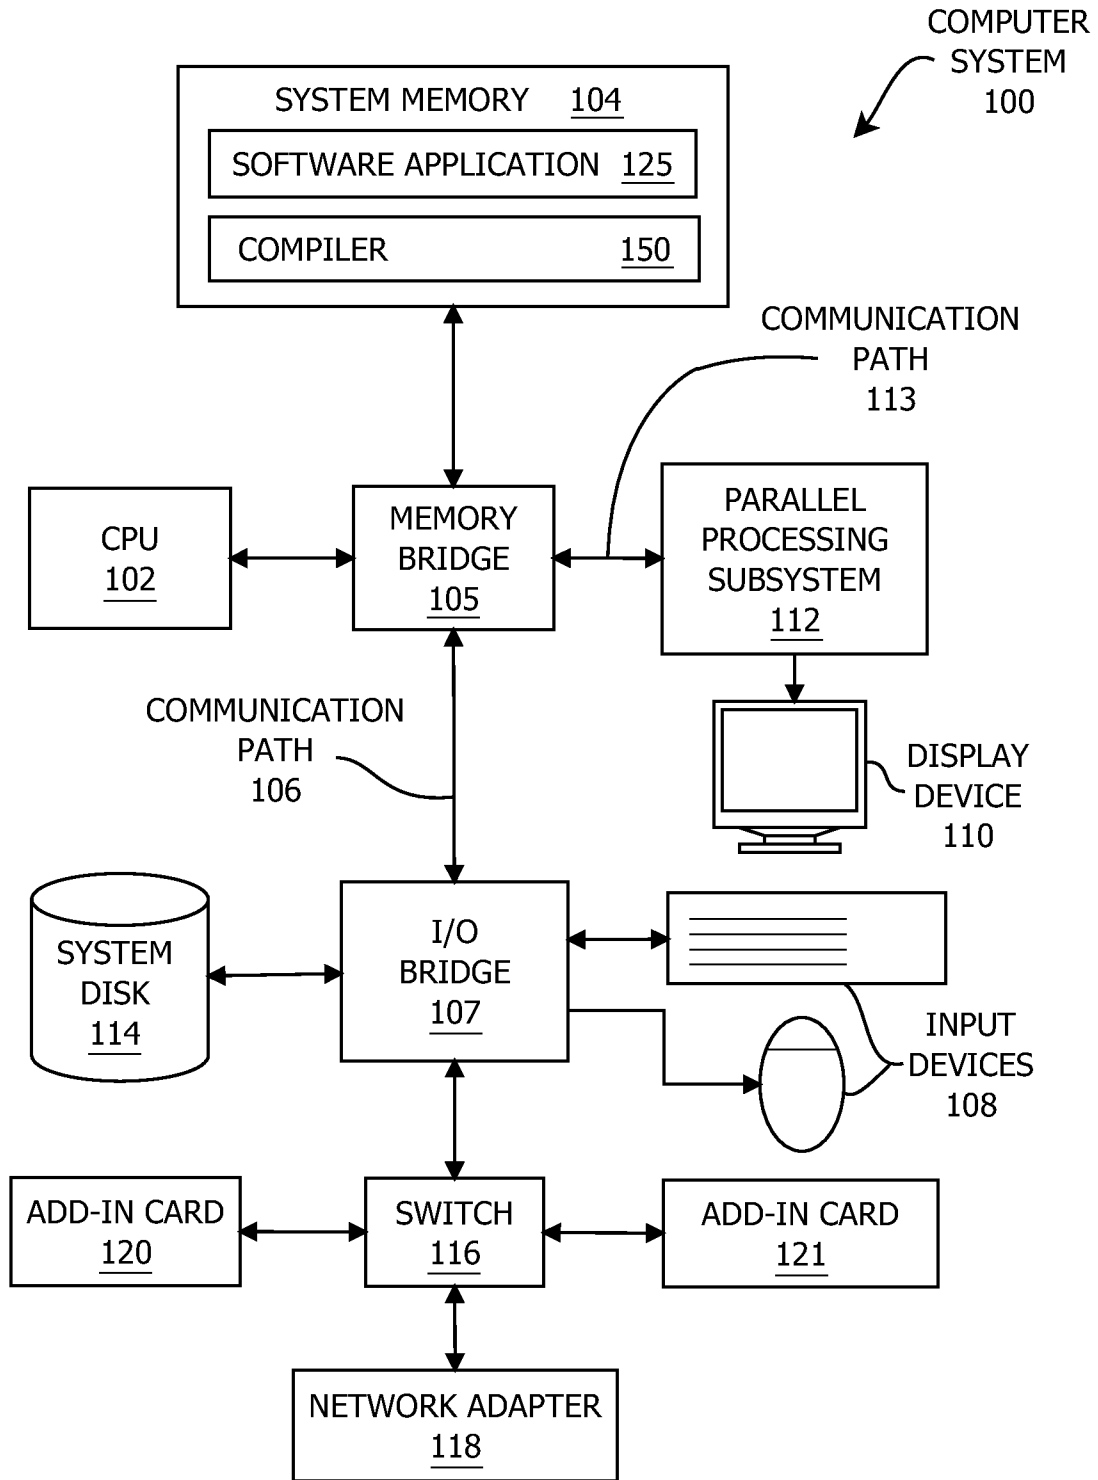 COMPUTER
SYSTEM
100
SYSTEM MEMORY 104
SOFTWARE APPLICATION 125
COMPILER 150
COMMUNICATION
PATH
113
CPU
102
MEMORY
BRIDGE
105
PARALLEL
PROCESSING
SUBSYSTEM
112
COMMUNICATION
PATH
106
DISPLAY
DEVICE
110
SYSTEM
DISK
114
I/O
BRIDGE
107
INPUT
DEVICES
108
ADD-IN CARD
120
SWITCH
116
ADD-IN CARD
121
NETWORK ADAPTER
118